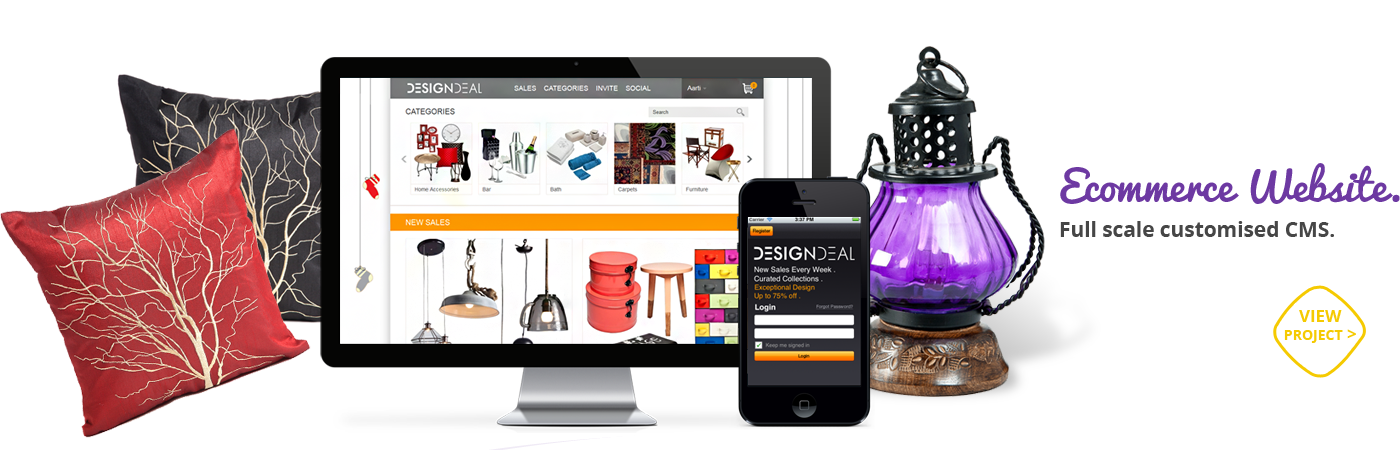 DESIGNDEAL SALES CATEGORIES INVITE SOCIAL Aarti
CATEGORIES Search
Home Accessories Bar Bath Carpets Furniture
NEW SALES
Carrier 3:37 PM
Register
DESIGNDEAL
New Sales Every Week .
Curated Collections .
Exceptional Design
Up to 75% off .
Login Forgot Password?
Keep me signed in
Login
Ecommerce Website.
Full scale customised CMS.
VIEW
PROJECT >